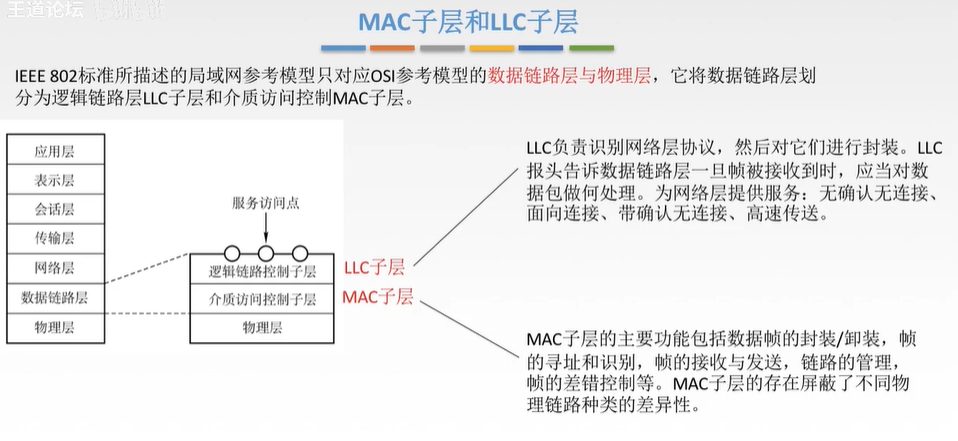 王道论坛
MAC子层和LLC子层
IEEE 802标准所描述的局域网参考模型只对应OSI参考模型的数据链路层与物理层，它将数据链路层划
分为逻辑链路层LLC子层和介质访问控制MAC子层。
应用层
表示层
会话层
传输层
网络层
数据链路层
物理层
服务访问点
逻辑链路控制子层
介质访问控制子层
物理层
LLC子层
MAC子层
LLC负责识别网络层协议，然后对它们进行封装。LLC
报头告诉数据链路层一旦帧被接收到时，应当对数
据包做何处理。为网络层提供服务：无确认无连接、
面向连接、带确认无连接、高速传送。
MAC子层的主要功能包括数据帧的封装/卸装，帧
的寻址和识别，帧的接收与发送，链路的管理，
帧的差错控制等。MAC子层的存在屏蔽了不同物
理链路种类的差异性。